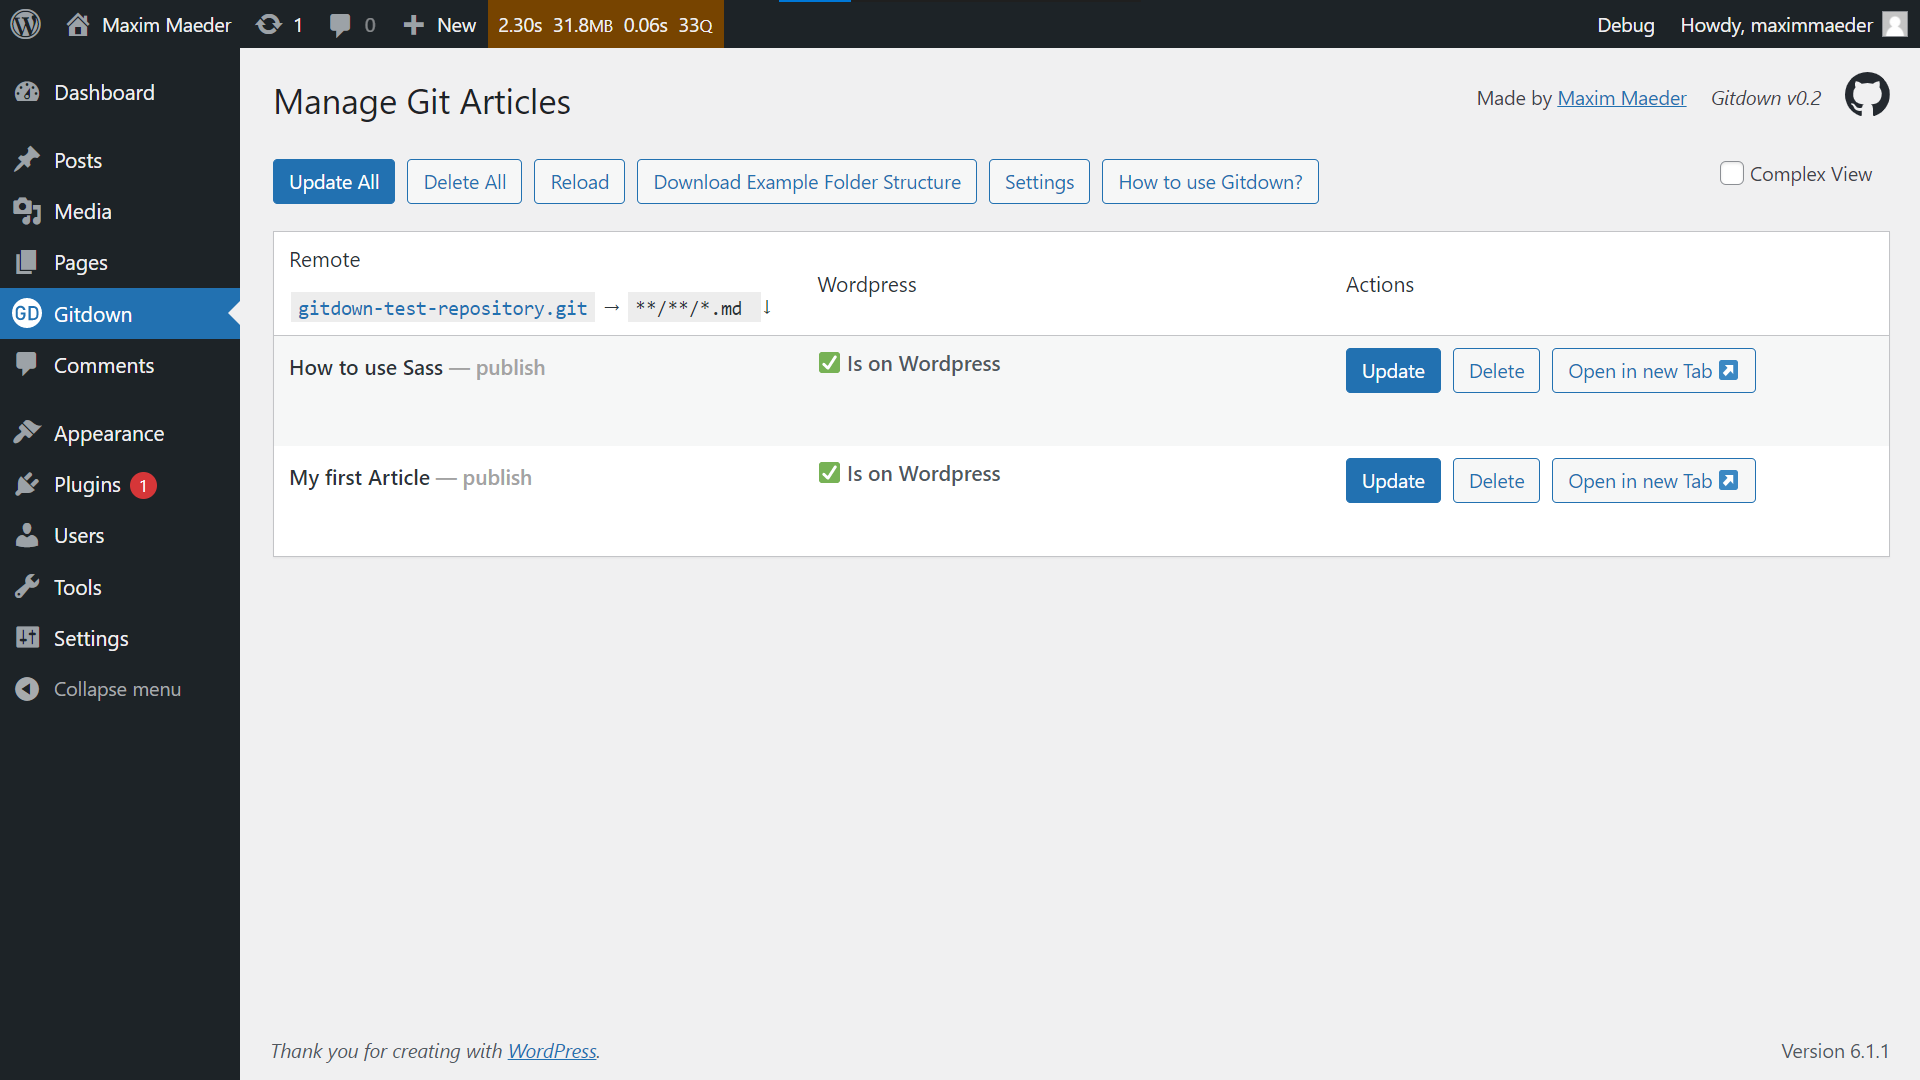 Maxim Maeder 1 0 New 2.30s 31.8MB 0.06s 33Q Debug Howdy, maximmaeder
Dashboard
Posts
Media
Pages
GD Gitdown
Comments
Appearance
Plugins 1
Users
Tools
Settings
Collapse menu
Manage Git Articles
Made by Maxim Maeder Gitdown v0.2
Update All Delete All Reload Download Example Folder Structure Settings How to use Gitdown? Complex View
Remote
gitdown-test-repository.git → **/**/*.md ↓
Wordpress
Actions
How to use Sass — publish ✅ Is on Wordpress Update Delete Open in new Tab
My first Article — publish ✅ Is on Wordpress Update Delete Open in new Tab
Thank you for creating with WordPress. Version 6.1.1